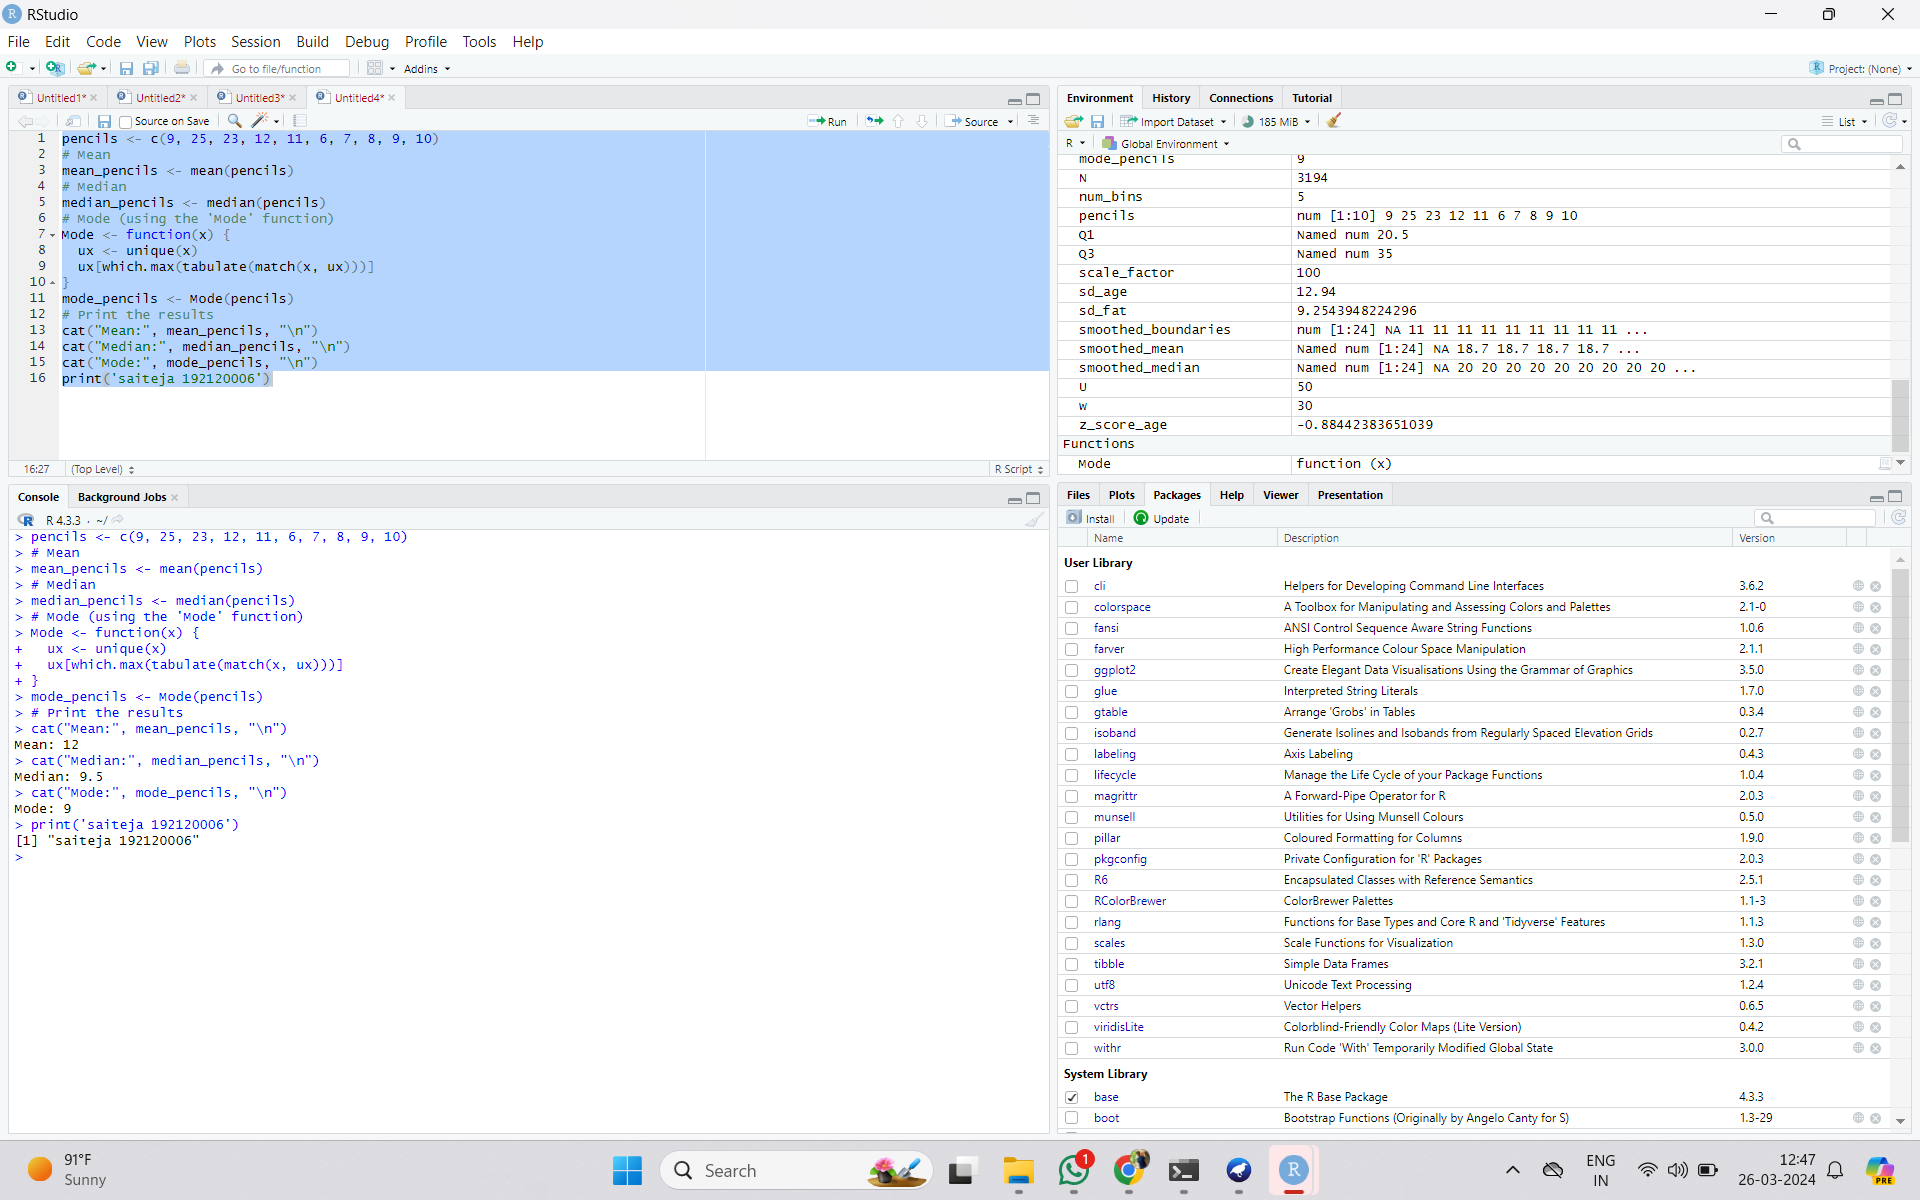 RStudio
File Edit Code View Plots Session Build Debug Profile Tools Help
Go to file/function Addins Project: (None)
Untitled1* Untitled2* Untitled3* Untitled4*
Source on Save Run Source
1 pencils <- c(9, 25, 23, 12, 11, 6, 7, 8, 9, 10)
2 # Mean
3 mean_pencils <- mean(pencils)
4 # Median
5 median_pencils <- median(pencils)
6 # Mode (using the 'Mode' function)
7 Mode <- function(x) {
8 ux <- unique(x)
9 ux[which.max(tabulate(match(x, ux)))]
10 }
11 mode_pencils <- Mode(pencils)
12 # Print the results
13 cat("Mean:", mean_pencils, "\n")
14 cat("Median:", median_pencils, "\n")
15 cat("Mode:", mode_pencils, "\n")
16 print('saiteja 192120006')
16:27 (Top Level) R Script
Console Background Jobs
R 4.3.3 · ~/
> pencils <- c(9, 25, 23, 12, 11, 6, 7, 8, 9, 10)
> # Mean
> mean_pencils <- mean(pencils)
> # Median
> median_pencils <- median(pencils)
> # Mode (using the 'Mode' function)
> Mode <- function(x) {
+ ux <- unique(x)
+ ux[which.max(tabulate(match(x, ux)))]
+ }
> mode_pencils <- Mode(pencils)
> # Print the results
> cat("Mean:", mean_pencils, "\n")
Mean: 12
> cat("Median:", median_pencils, "\n")
Median: 9.5
> cat("Mode:", mode_pencils, "\n")
Mode: 9
> print('saiteja 192120006')
[1] "saiteja 192120006"
>
Environment History Connections Tutorial
Import Dataset 185 MiB List
R Global Environment
mode_pencils 9
N 3194
num_bins 5
pencils num [1:10] 9 25 23 12 11 6 7 8 9 10
Q1 Named num 20.5
Q3 Named num 35
scale_factor 100
sd_age 12.94
sd_fat 9.2543948224296
smoothed_boundaries num [1:24] NA 11 11 11 11 11 11 11 11 11 ...
smoothed_mean Named num [1:24] NA 18.7 18.7 18.7 18.7 ...
smoothed_median Named num [1:24] NA 20 20 20 20 20 20 20 20 20 ...
U 50
w 30
z_score_age -0.88442383651039
Functions
Mode function (x)
Files Plots Packages Help Viewer Presentation
Install Update
Name Description Version
User Library
cli Helpers for Developing Command Line Interfaces 3.6.2
colorspace A Toolbox for Manipulating and Assessing Colors and Palettes 2.1-0
fansi ANSI Control Sequence Aware String Functions 1.0.6
farver High Performance Colour Space Manipulation 2.1.1
ggplot2 Create Elegant Data Visualisations Using the Grammar of Graphics 3.5.0
glue Interpreted String Literals 1.7.0
gtable Arrange 'Grobs' in Tables 0.3.4
isoband Generate Isolines and Isobands from Regularly Spaced Elevation Grids 0.2.7
labeling Axis Labeling 0.4.3
lifecycle Manage the Life Cycle of your Package Functions 1.0.4
magrittr A Forward-Pipe Operator for R 2.0.3
munsell Utilities for Using Munsell Colours 0.5.0
pillar Coloured Formatting for Columns 1.9.0
pkgconfig Private Configuration for 'R' Packages 2.0.3
R6 Encapsulated Classes with Reference Semantics 2.5.1
RColorBrewer ColorBrewer Palettes 1.1-3
rlang Functions for Base Types and Core R and 'Tidyverse' Features 1.1.3
scales Scale Functions for Visualization 1.3.0
tibble Simple Data Frames 3.2.1
utf8 Unicode Text Processing 1.2.4
vctrs Vector Helpers 0.6.5
viridisLite Colorblind-Friendly Color Maps (Lite Version) 0.4.2
withr Run Code 'With' Temporarily Modified Global State 3.0.0
System Library
base The R Base Package 4.3.3
boot Bootstrap Functions (Originally by Angelo Canty for S) 1.3-29
91°F
Sunny
Search
1
ENG
IN
12:47
26-03-2024
PRE